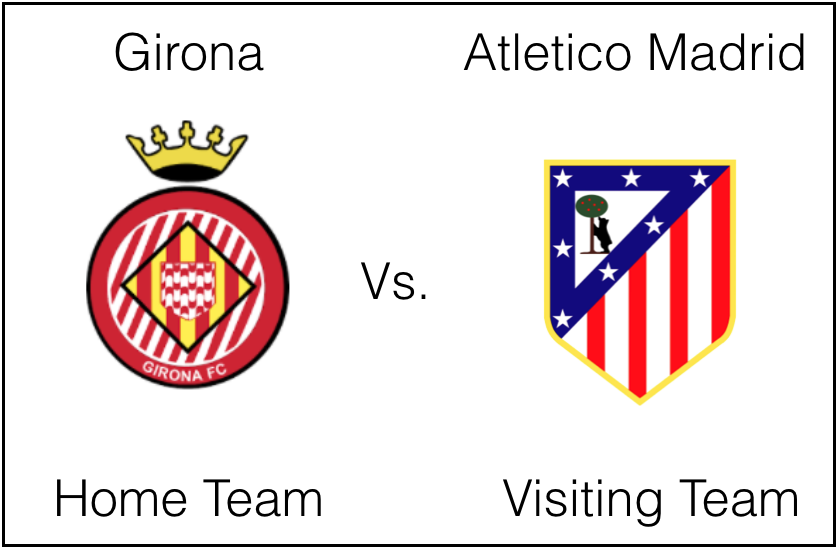 Girona
Atletico Madrid
GIRONA FC
Vs.
Home Team
Visiting Team